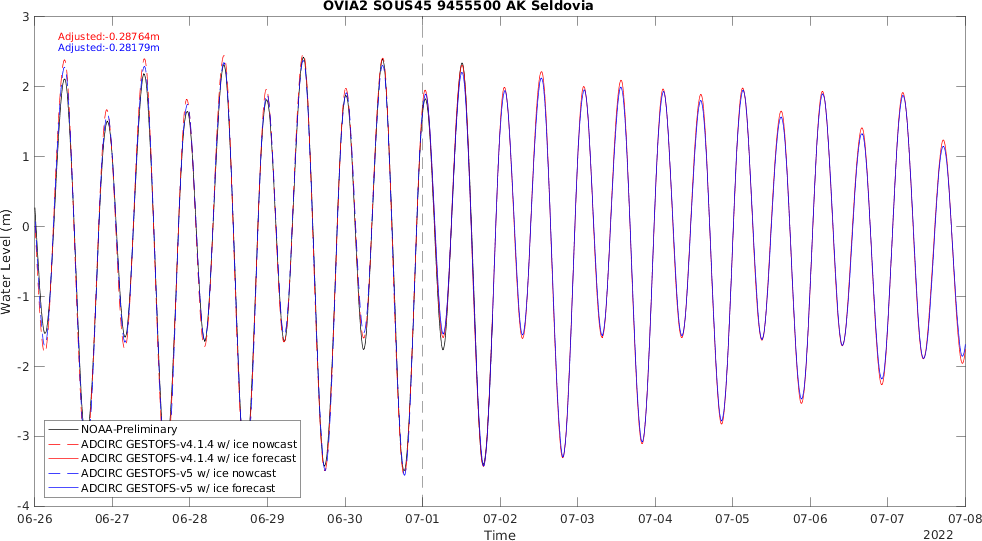 OVIA2 SOUS45 9455500 AK Seldovia
Adjusted:-0.28764m
Adjusted:-0.28179m
3
2
1
0
-1
-2
-3
-4
Water Level (m)
NOAA-Preliminary
ADCIRC GESTOFS-v4.1.4 w/ ice nowcast
ADCIRC GESTOFS-v4.1.4 w/ ice forecast
ADCIRC GESTOFS-v5 w/ ice nowcast
ADCIRC GESTOFS-v5 w/ ice forecast
06-26 06-27 06-28 06-29 06-30 07-01 07-02 07-03 07-04 07-05 07-06 07-07 07-08
Time
2022